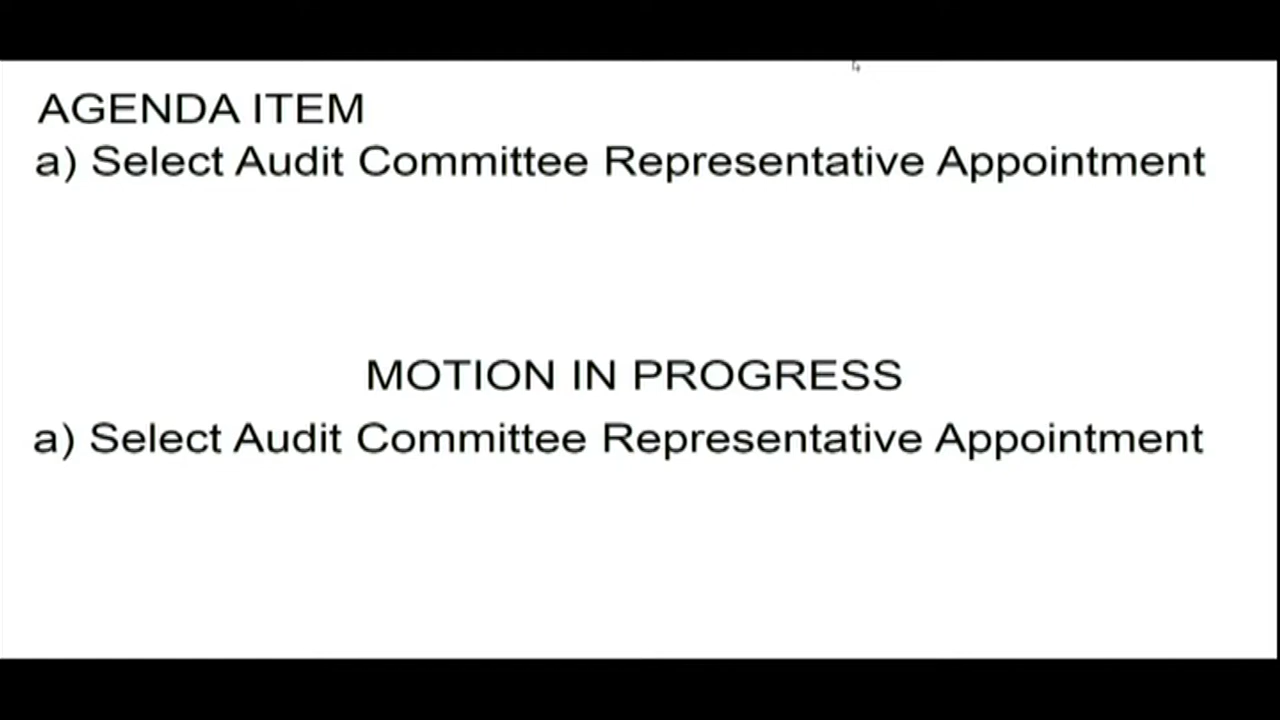 AGENDA ITEM
a) Select Audit Committee Representative Appointment
MOTION IN PROGRESS
a) Select Audit Committee Representative Appointment